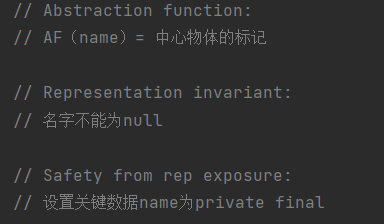 // Abstraction function:
// AF（name）= 中心物体的标记
// Representation invariant:
// 名字不能为null
// Safety from rep exposure:
// 设置关键数据name为private final